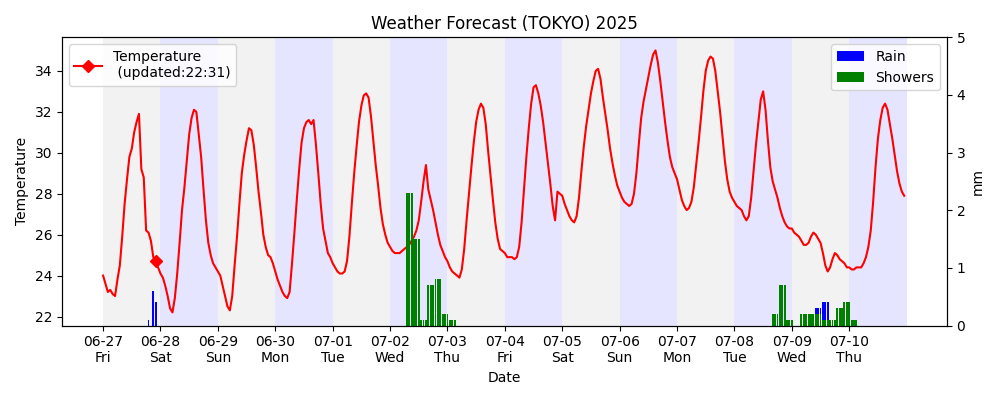 Weather Forecast (TOKYO) 2025
Temperature
(updated:22:31)
Rain
Showers
Temperature
34
32
30
28
26
24
22
5
4
3
2
1
0
mm
06-27 06-28 06-29 06-30 07-01 07-02 07-03 07-04 07-05 07-06 07-07 07-08 07-09 07-10
Fri Sat Sun Mon Tue Wed Thu Fri Sat Sun Mon Tue Wed Thu
Date